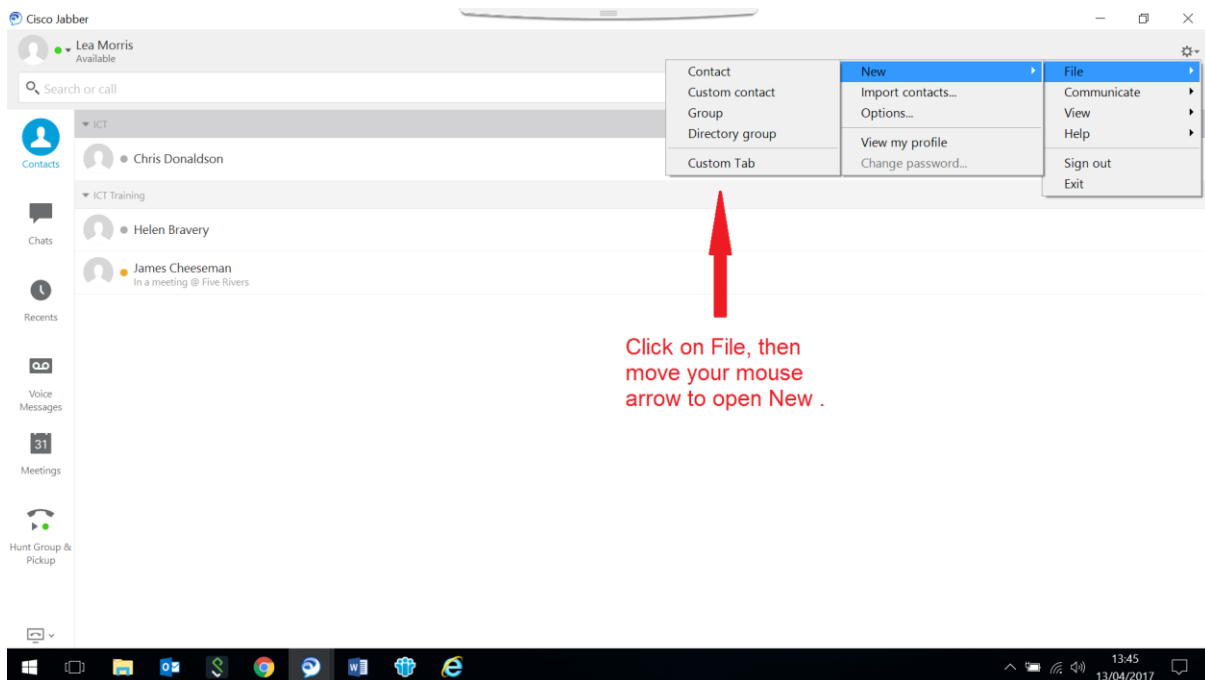 Cisco Jabber
Lea Morris
Available
Search or call
Contact
Custom contact
Group
Directory group
Custom Tab
New
Import contacts...
Options...
View my profile
Change password...
File
Communicate
View
Help
Sign out
Exit
Contacts
Chats
Recents
Voice
Messages
31
Meetings
Hunt Group &
Pickup
ICT
Chris Donaldson
ICT Training
Helen Bravery
James Cheeseman
In a meeting @ Five Rivers
Click on File, then
move your mouse
arrow to open New .
13:45
13/04/2017